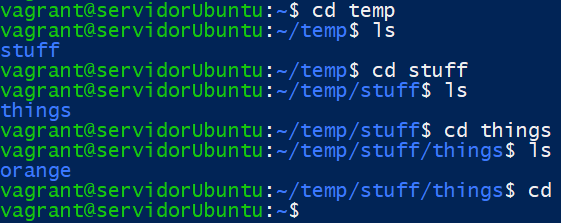 vagrant@servidorUbuntu:~$ cd temp
vagrant@servidorUbuntu:~/temp$ ls
stuff
vagrant@servidorUbuntu:~/temp$ cd stuff
vagrant@servidorUbuntu:~/temp/stuff$ ls
things
vagrant@servidorUbuntu:~/temp/stuff$ cd things
vagrant@servidorUbuntu:~/temp/stuff/things$ ls
orange
vagrant@servidorUbuntu:~/temp/stuff/things$ cd
vagrant@servidorUbuntu:~$